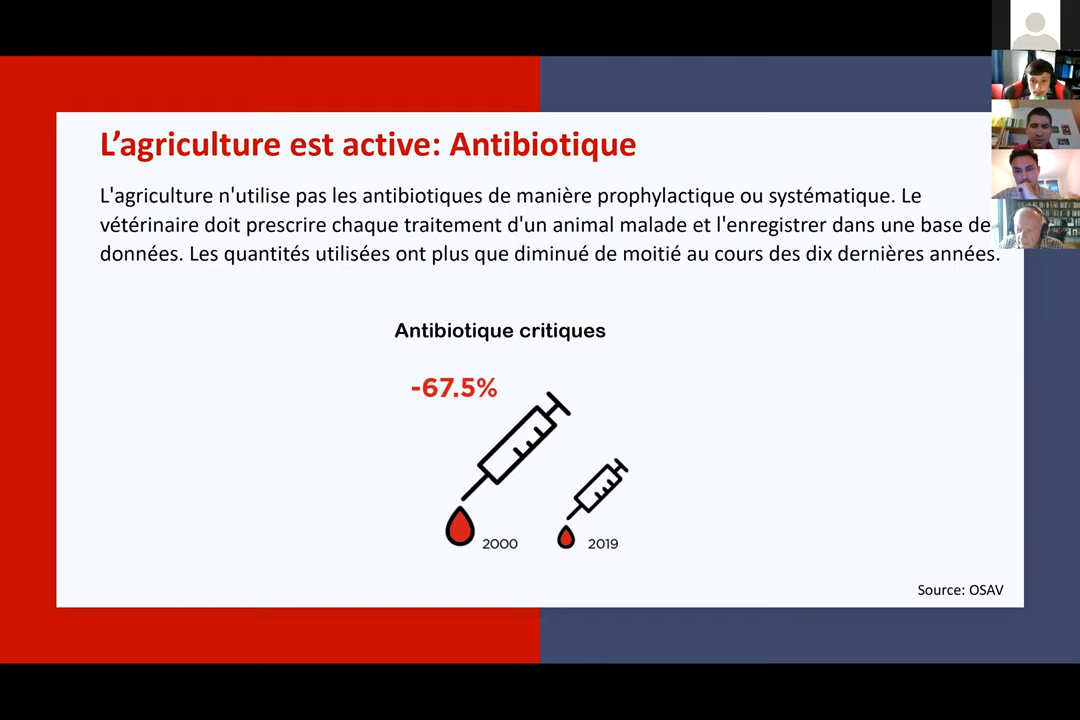 L’agriculture est active: Antibiotique
L'agriculture n'utilise pas les antibiotiques de manière prophylactique ou systématique. Le
vétérinaire doit prescrire chaque traitement d'un animal malade et l'enregistrer dans une base de
données. Les quantités utilisées ont plus que diminué de moitié au cours des dix dernières années.
Antibiotique critiques
-67.5%
2000
2019
Source: OSAV